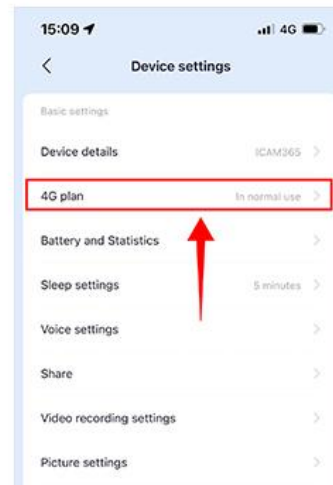 15:09 4G
Device settings
Basic settings
Device details ICAM365
4G plan In normal use
Battery and Statistics
Sleep settings 5 minutes
Voice settings
Share
Video recording settings
Picture settings